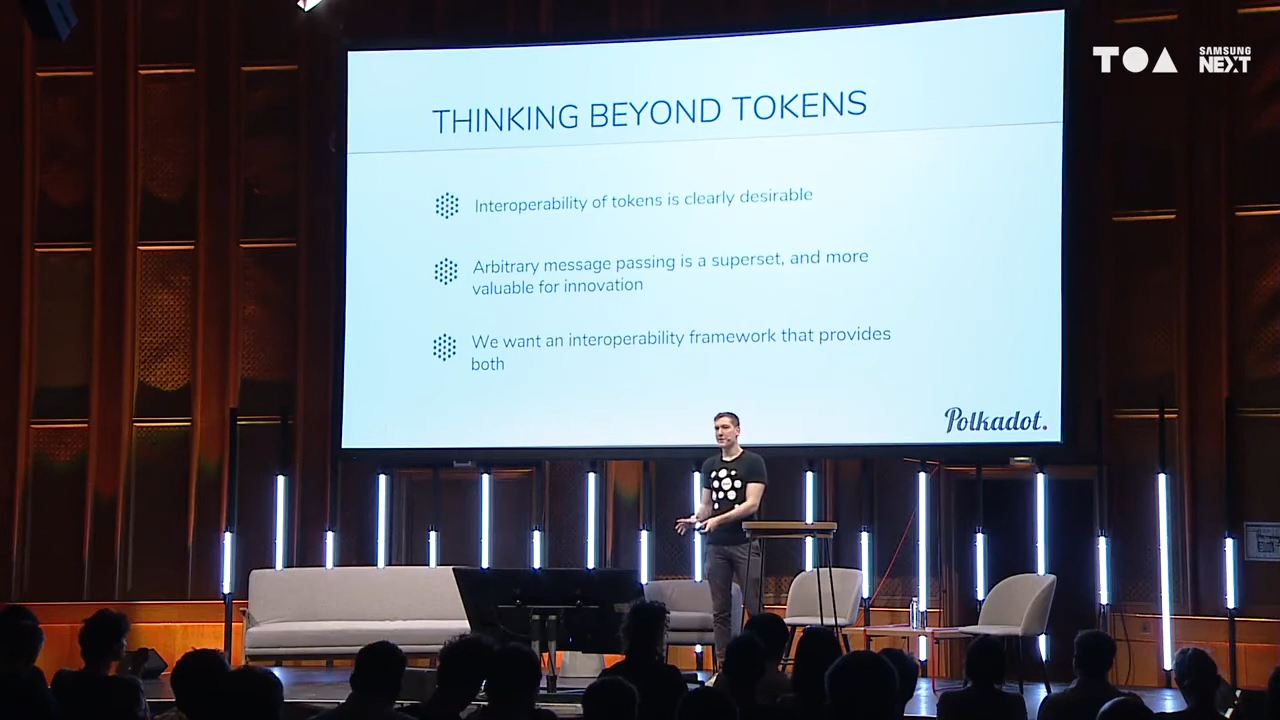 TOA
SAMSUNG
NEXT
THINKING BEYOND TOKENS
Interoperability of tokens is clearly desirable
Arbitrary message passing is a superset, and more
valuable for innovation
We want an interoperability framework that provides
both
Polkadot.